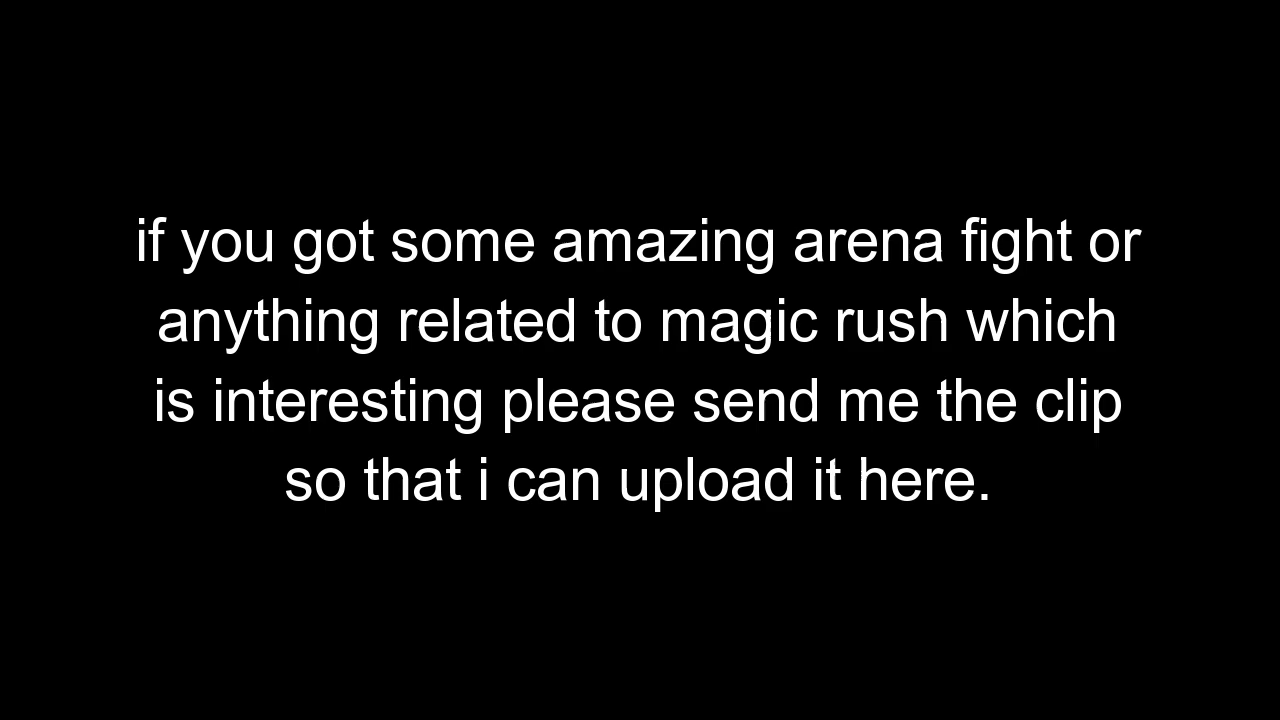 if you got some amazing arena fight or
anything related to magic rush which
is interesting please send me the clip
so that i can upload it here.